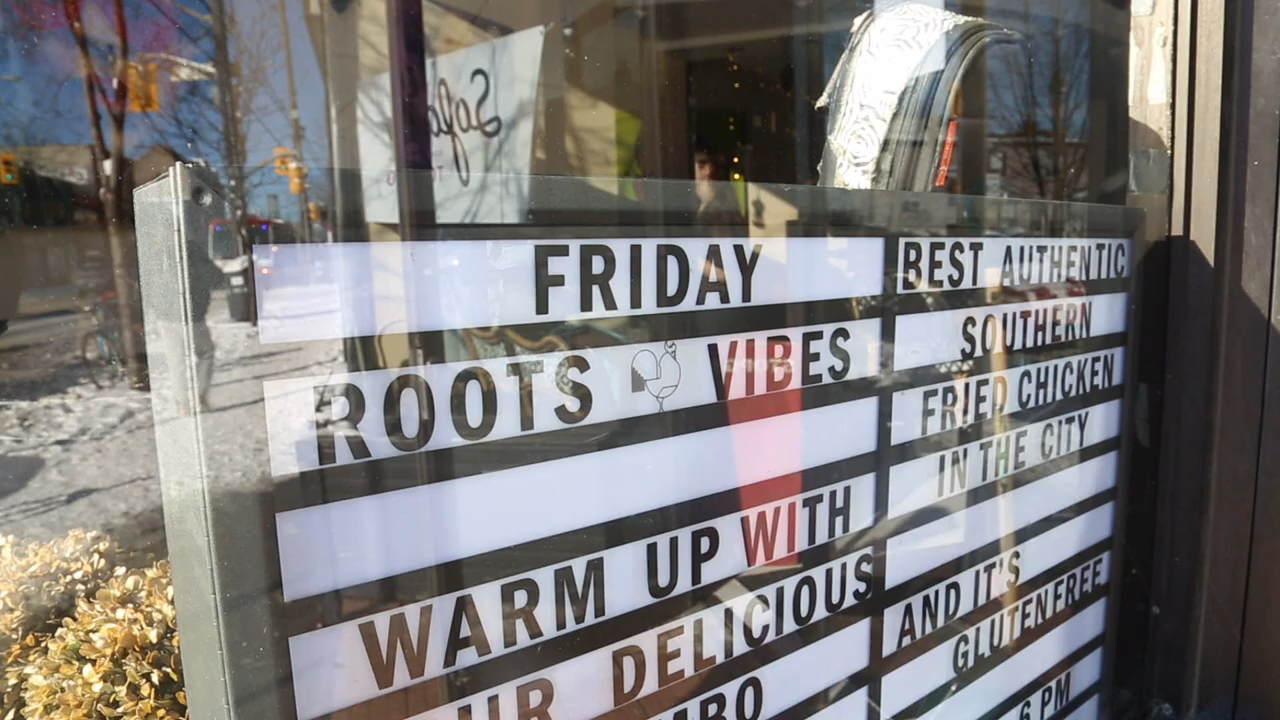 Sofa
FRIDAY
ROOTS VIBES
WARM UP WITH
DELICIOUS
BEST AUTHENTIC
SOUTHERN
FRIED CHICKEN
IN THE CITY
AND IT'S
GLUTENFREE
6 PM